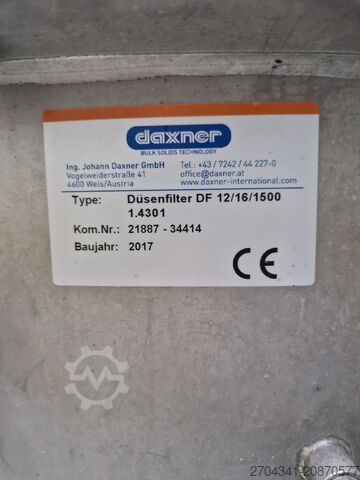 daxner
BULK SOLIDS TECHNOLOGY
Ing. Johann Daxner GmbH
Vogelweiderstraße 41
4600 Wels/Austria
Tel.: +43 / 7242 / 44 227-0
office@daxner.at
www.daxner-international.com
Type: Düsenfilter DF 12/16/1500
1.4301
Kom.Nr.: 21887 - 34414
Baujahr: 2017
CE
2704341-20870577